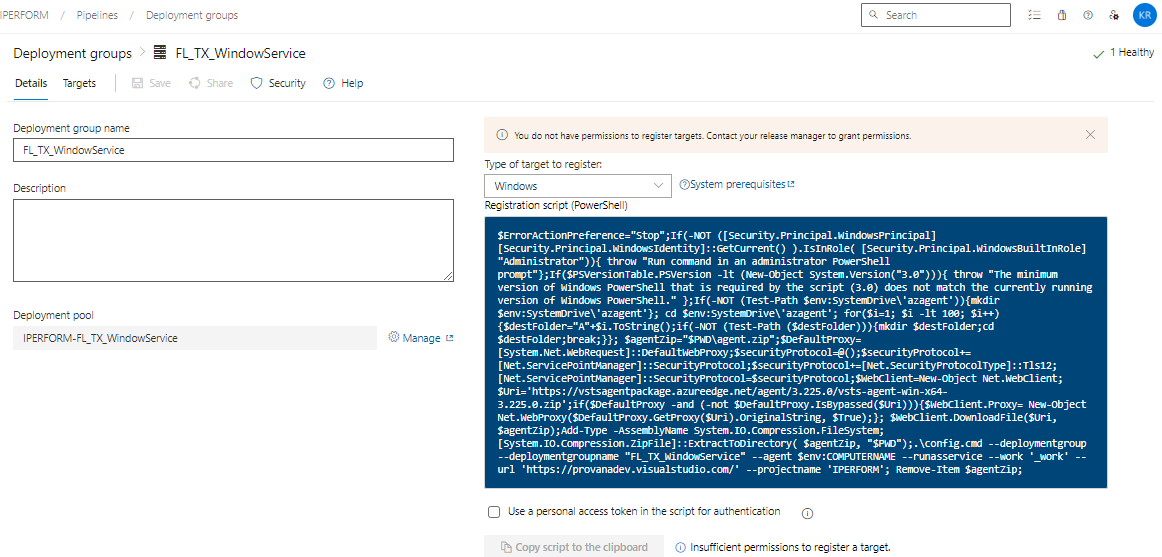 IPERFORM / Pipelines / Deployment groups
Search
KR
Deployment groups > FL_TX_WindowService
1 Healthy
Details Targets Save Share Security Help
Deployment group name
FL_TX_WindowService
Description
Deployment pool
IPERFORM-FL_TX_WindowService
Manage
You do not have permissions to register targets. Contact your release manager to grant permissions.
Type of target to register:
Windows
System prerequisites
Registration script (PowerShell)
$ErrorActionPreference="Stop";If(-NOT ([Security.Principal.WindowsPrincipal]
[Security.Principal.WindowsIdentity]::GetCurrent() ).IsInRole( [Security.Principal.WindowsBuiltInRole]
"Administrator")){ throw "Run command in an administrator PowerShell
prompt"};If($PSVersionTable.PSVersion -lt (New-Object System.Version("3.0"))){ throw "The minimum
version of Windows PowerShell that is required by the script (3.0) does not match the currently running
version of Windows PowerShell." };If(-NOT (Test-Path $env:SystemDrive\'azagent')){mkdir
$env:SystemDrive\'azagent'}; cd $env:SystemDrive\'azagent'; for($i=1; $i -lt 100; $i++)
{$destFolder="A"+$i.ToString();if(-NOT (Test-Path ($destFolder))){mkdir $destFolder;cd
$destFolder;break;}}; $agentZip="$PWD\agent.zip";$DefaultProxy=
[System.Net.WebRequest]::DefaultWebProxy;$securityProtocol=@();$securityProtocol+=
[Net.ServicePointManager]::SecurityProtocol;$securityProtocol+=[Net.SecurityProtocolType]::Tls12;
[Net.ServicePointManager]::SecurityProtocol=$securityProtocol;$WebClient=New-Object Net.WebClient;
$Uri='https://vstsagentpackage.azureedge.net/agent/3.225.0/vsts-agent-win-x64-
3.225.0.zip';if($DefaultProxy -and (-not $DefaultProxy.IsBypassed($Uri))){$WebClient.Proxy= New-Object
Net.WebProxy($DefaultProxy.GetProxy($Uri).OriginalString, $True);}; $WebClient.DownloadFile($Uri,
$agentZip);Add-Type -AssemblyName System.IO.Compression.FileSystem;
[System.IO.Compression.ZipFile]::ExtractToDirectory( $agentZip, "$PWD");.\config.cmd --deploymentgroup
--deploymentgroupname "FL_TX_WindowService" --agent $env:COMPUTERNAME --runasservice --work '_work' --
url 'https://provanadev.visualstudio.com/' --projectname 'IPERFORM'; Remove-Item $agentZip;
Use a personal access token in the script for authentication
Copy script to the clipboard
Insufficient permissions to register a target.